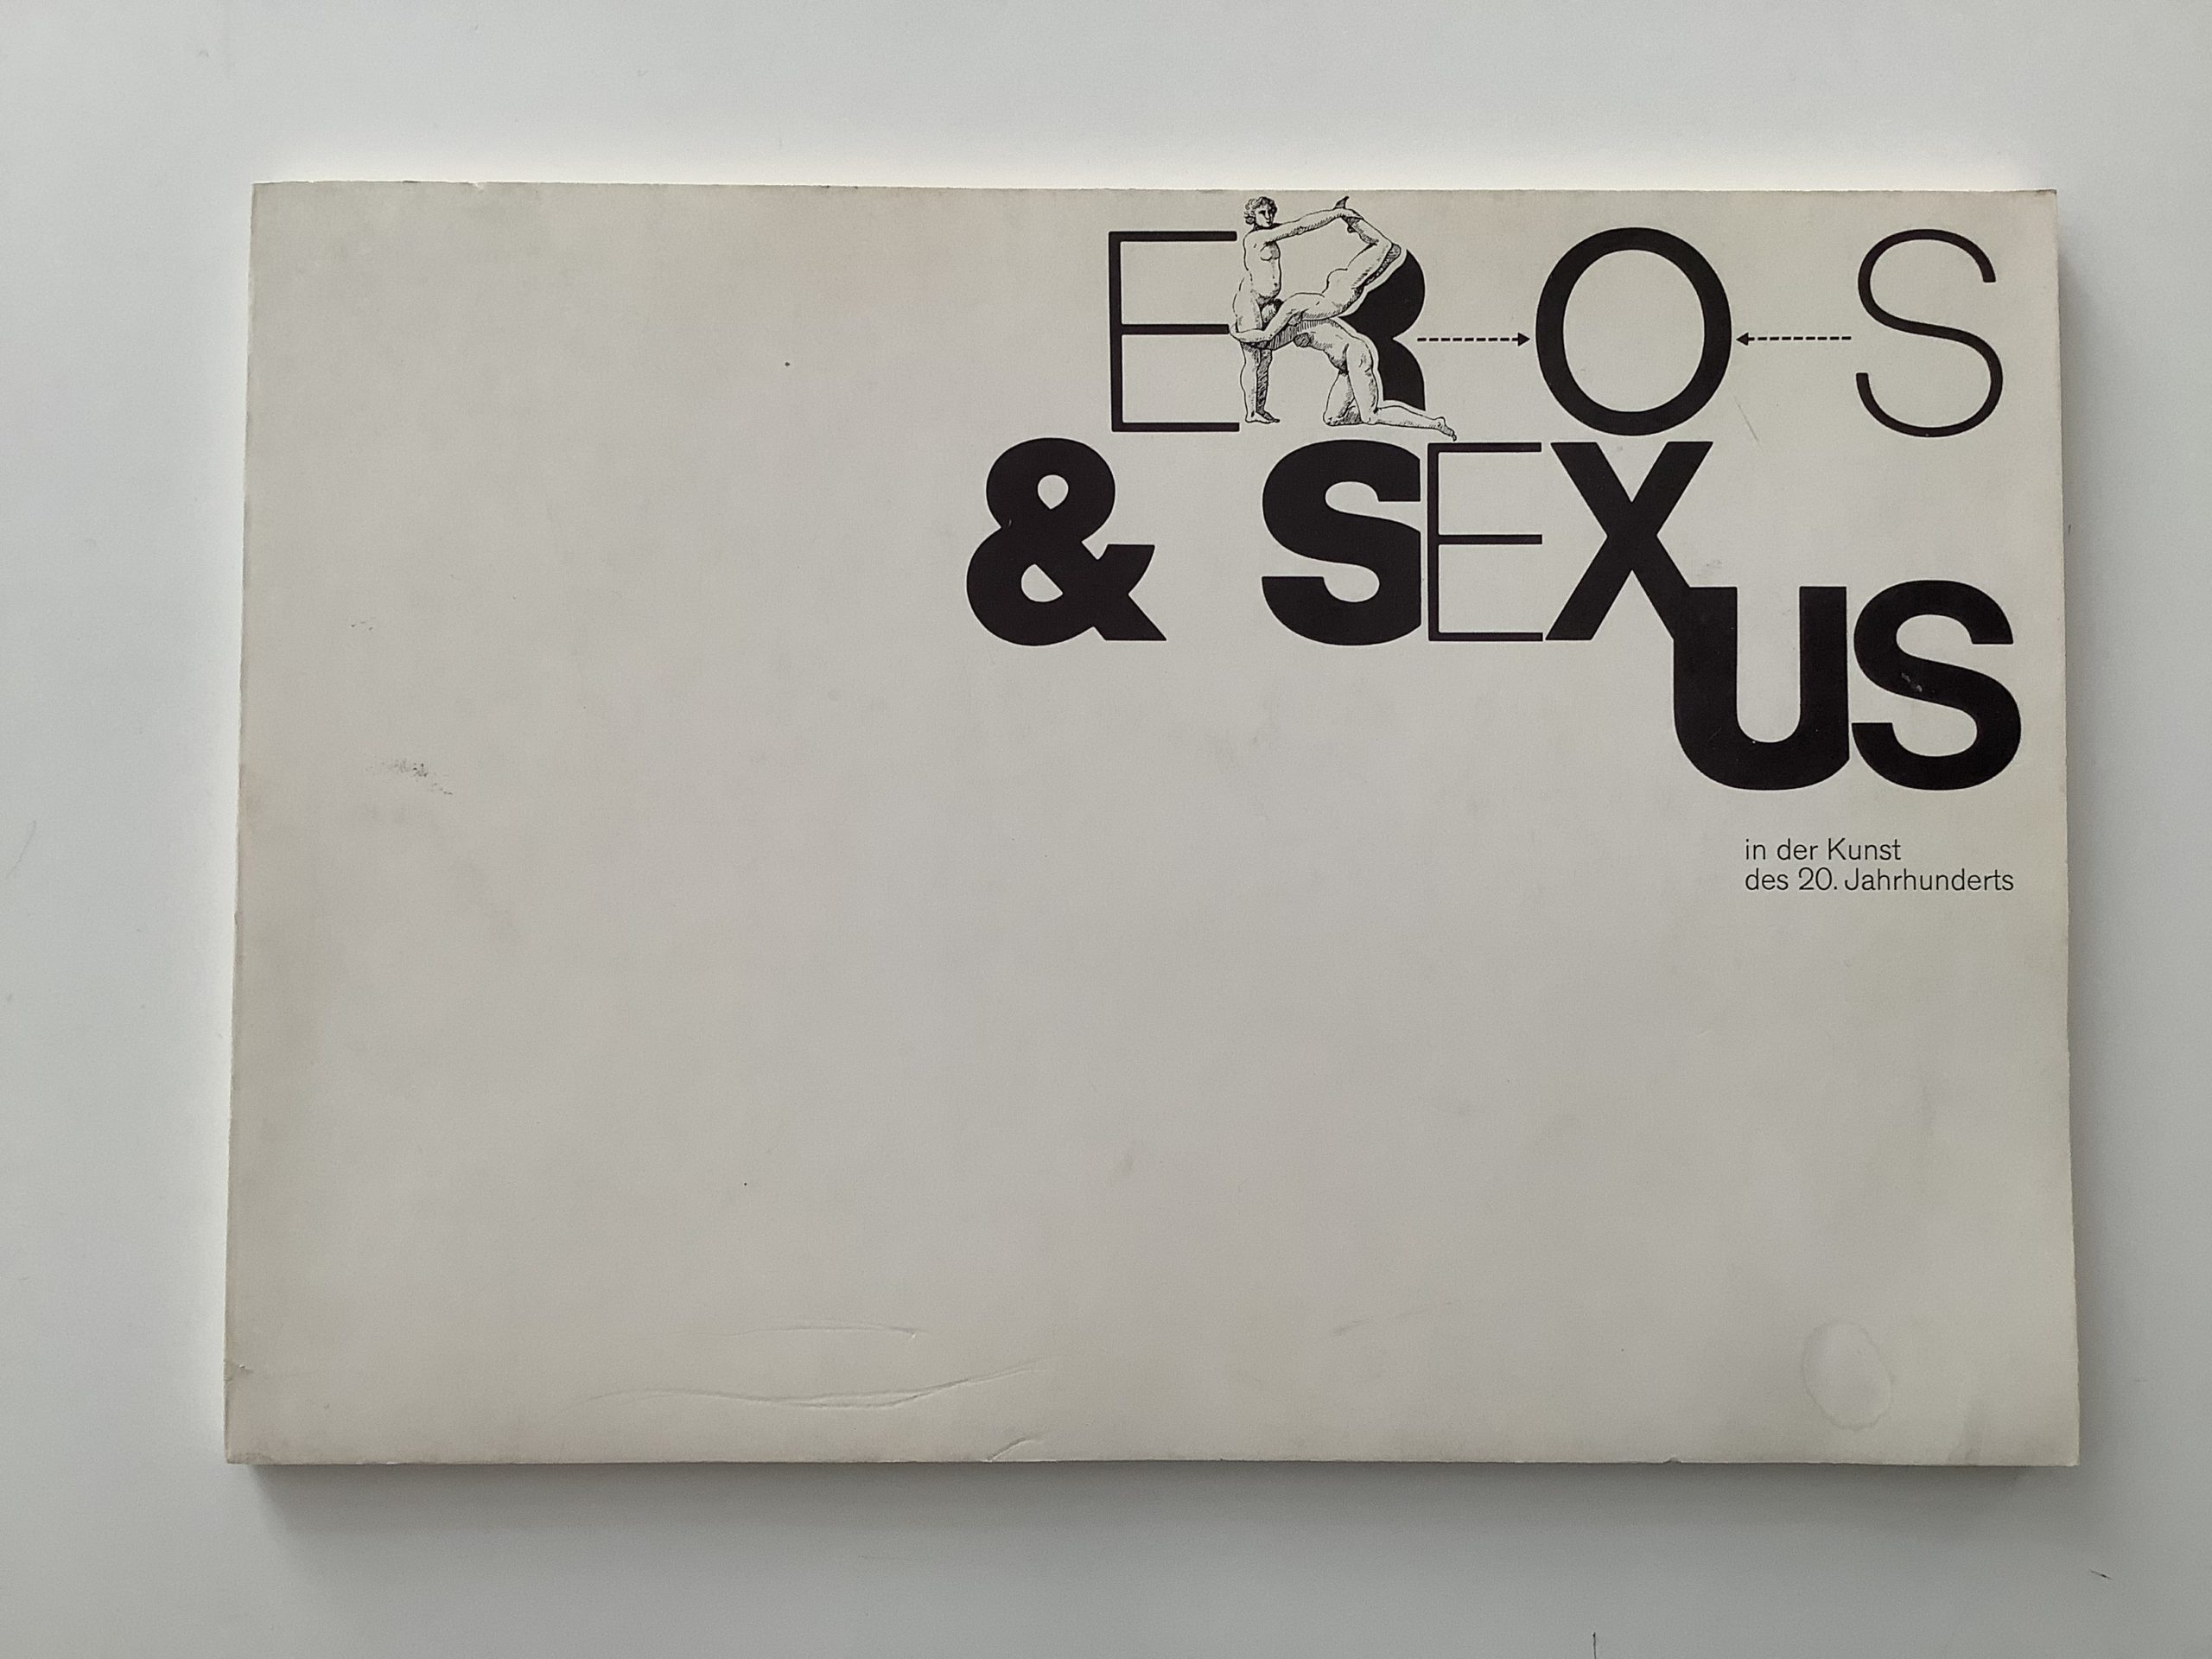 EROS
& SEXUS
in der Kunst
des 20. Jahrhunderts